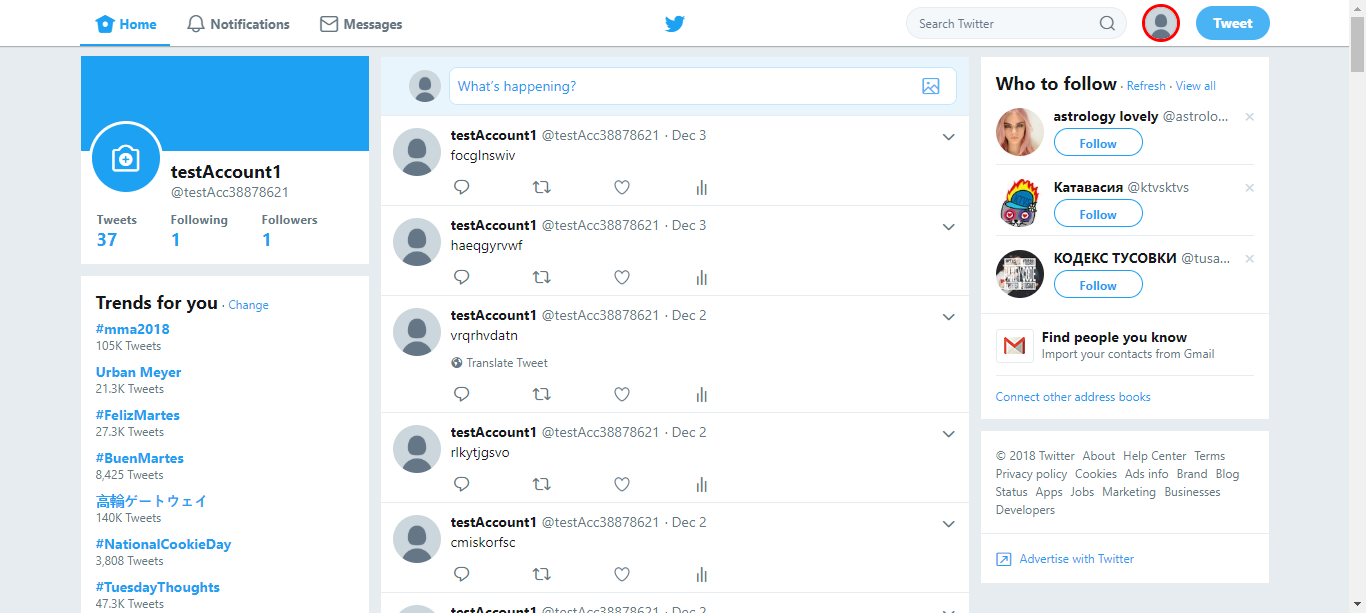 Home Notifications Messages Search Twitter Tweet
testAccount1
@testAcc38878621
Tweets Following Followers
37 1 1
Trends for you · Change
#mma2018
105K Tweets
Urban Meyer
21.3K Tweets
#FelizMartes
27.3K Tweets
#BuenMartes
8,425 Tweets
高輪ゲートウェイ
140K Tweets
#NationalCookieDay
3,808 Tweets
#TuesdayThoughts
47.3K Tweets
What's happening?
testAccount1 @testAcc38878621 · Dec 3
focglnswiv
testAccount1 @testAcc38878621 · Dec 3
haeqgyrvwf
testAccount1 @testAcc38878621 · Dec 2
vrqrhvdatn
Translate Tweet
testAccount1 @testAcc38878621 · Dec 2
rlkytjgsvo
testAccount1 @testAcc38878621 · Dec 2
cmiskorfsc
testAccount1 @testAcc38878621 · Dec 2
Who to follow · Refresh · View all
astrology lovely @astrolo...
Follow
Катавасия @ktvsktvs
Follow
КОДЕКС ТУСОВКИ @tusa...
Follow
Find people you know
Import your contacts from Gmail
Connect other address books
© 2018 Twitter About Help Center Terms
Privacy policy Cookies Ads info Brand Blog
Status Apps Jobs Marketing Businesses
Developers
Advertise with Twitter